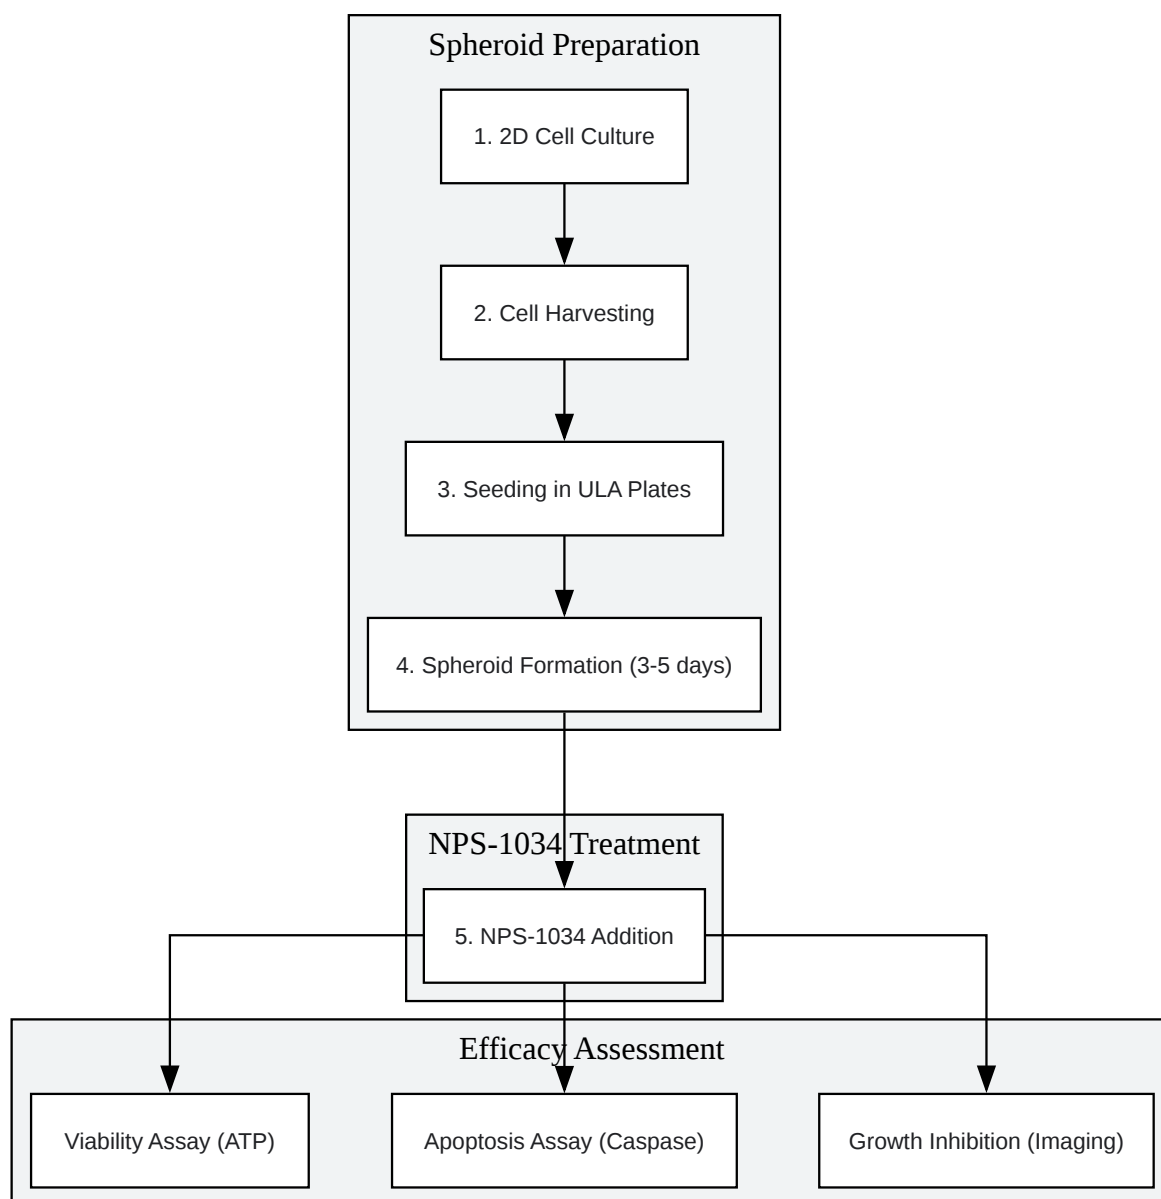 Spheroid Preparation
1. 2D Cell Culture
2. Cell Harvesting
3. Seeding in ULA Plates
4. Spheroid Formation (3-5 days)
NPS-1034 Treatment
5. NPS-1034 Addition
Efficacy Assessment
Viability Assay (ATP)
Apoptosis Assay (Caspase)
Growth Inhibition (Imaging)